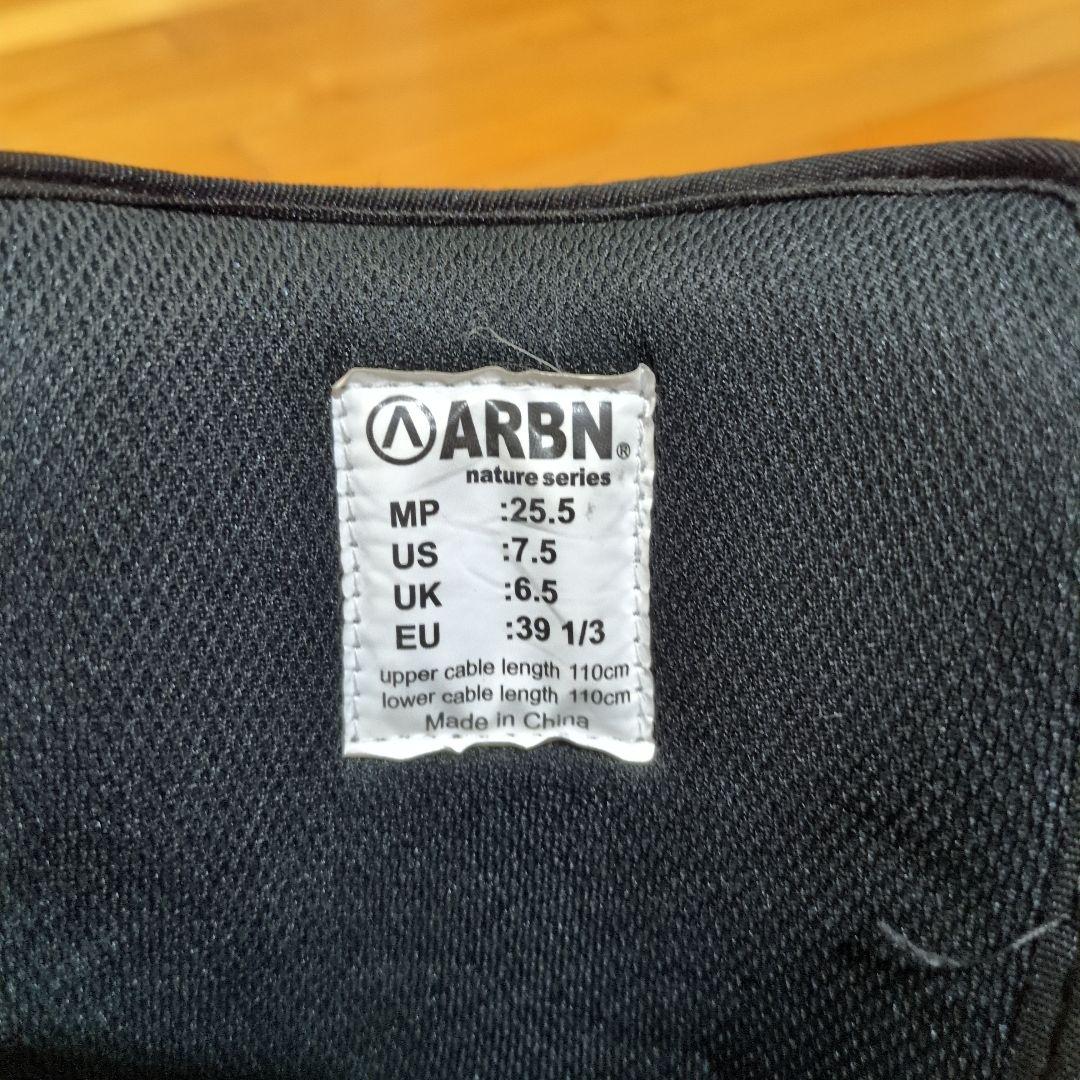 ARBN®
nature series
MP :25.5
US :7.5
UK :6.5
EU :39 1/3
upper cable length 110cm
lower cable length 110cm
Made in China